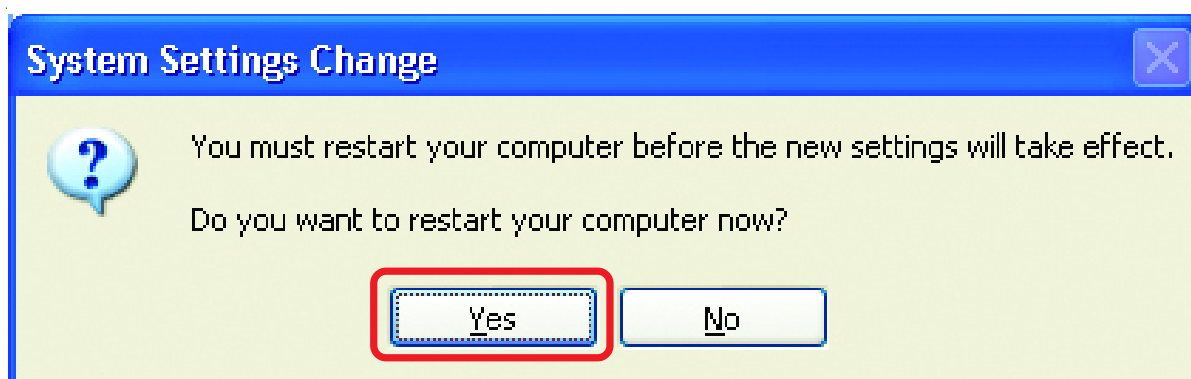 System Settings Change
You must restart your computer before the new settings will take effect.
Do you want to restart your computer now?
Yes
No